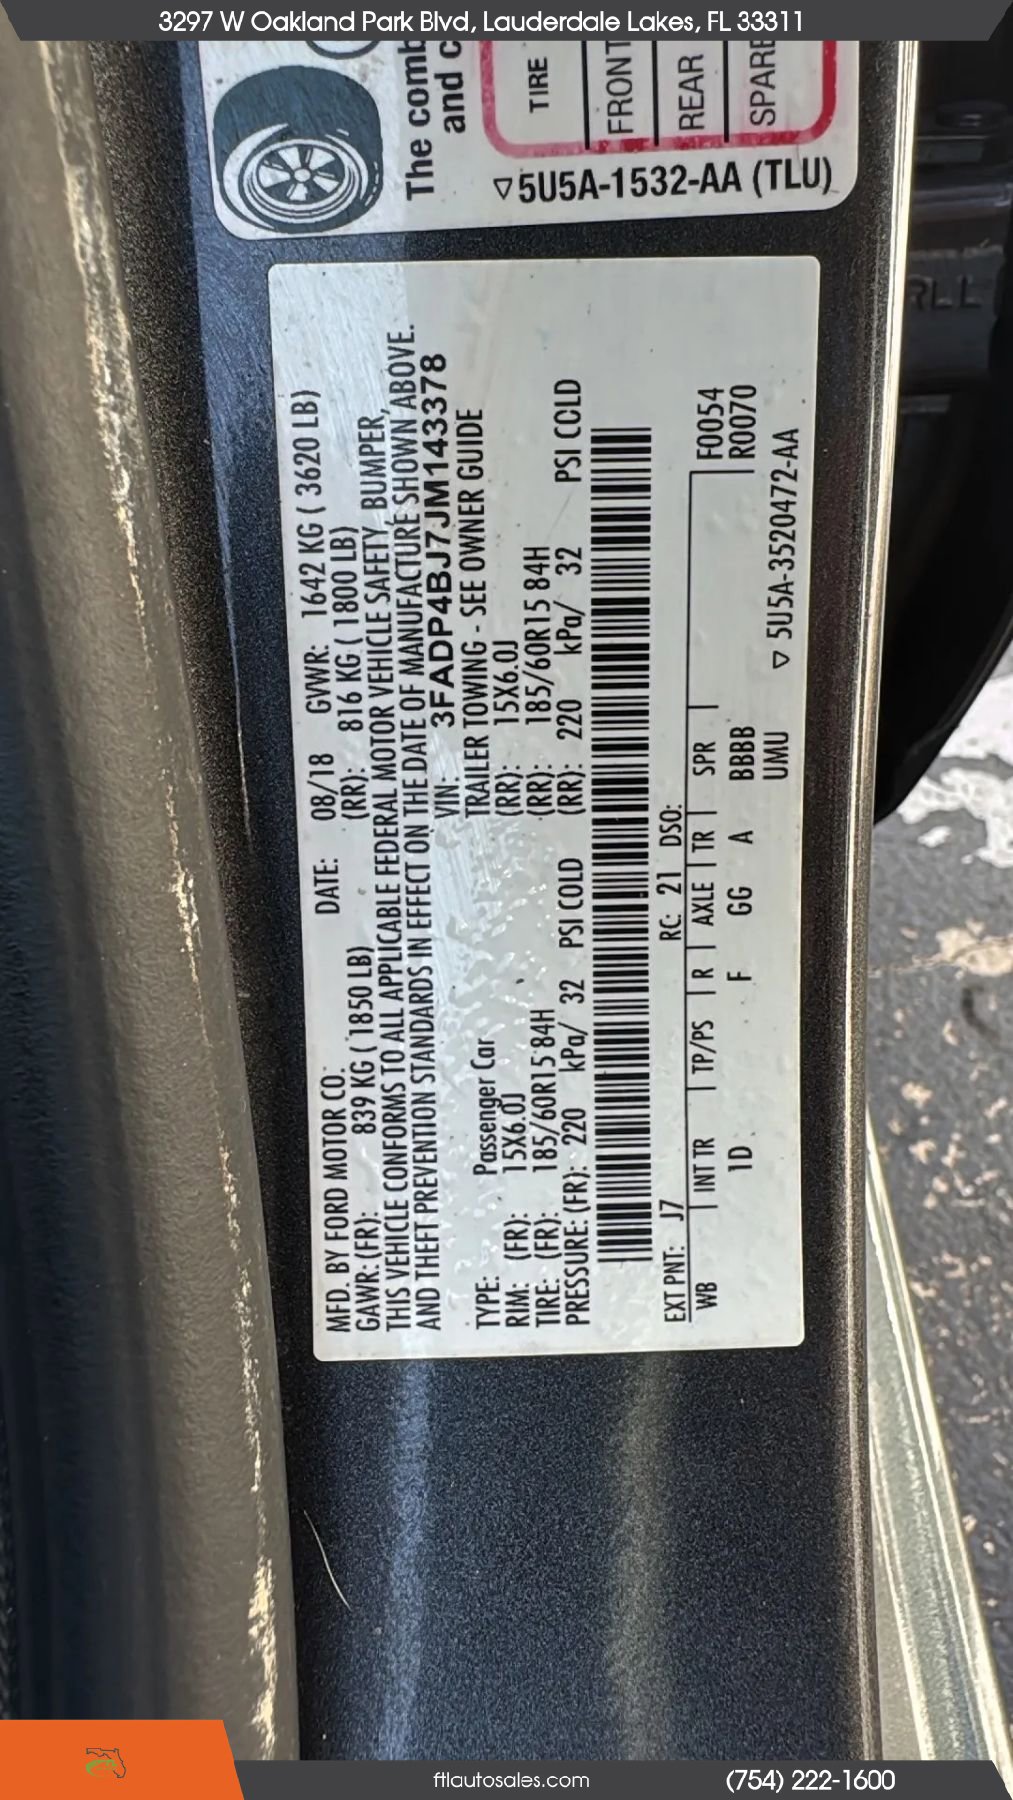 3297 W Oakland Park Blvd, Lauderdale Lakes, FL 33311
The comb
and c
TIRE
FRONT
REAR
SPARE
5U5A-1532-AA (TLU)
MFD. BY FORD MOTOR CO. DATE: 08/18 GVWR: 1642 KG ( 3620 LB)
GAWR: (FR): 839 KG ( 1850 LB) (RR): 816 KG ( 1800 LB)
THIS VEHICLE CONFORMS TO ALL APPLICABLE FEDERAL MOTOR VEHICLE SAFETY, BUMPER,
AND THEFT PREVENTION STANDARDS IN EFFECT ON THE DATE OF MANUFACTURE SHOWN ABOVE.
VIN: 3FADP4BJ7JM143378
TYPE: Passenger Car TRAILER TOWING - SEE OWNER GUIDE
RIM: (FR): 15X6.0J (RR): 15X6.0J
TIRE: (FR): 185/60R15 84H (RR): 185/60R15 84H
PRESSURE: (FR): 220 kPa/ 32 PSI COLD (RR): 220 kPa/ 32 PSI COLD
EXT PNT: J7 RC: 21 DSO:
WB INT TR TP/PS R AXLE TR SPR F0054
1D F GG A BBBB R0070
UMU 5U5A-3520472-AA
RLL
ftlautosales.com
(754) 222-1600